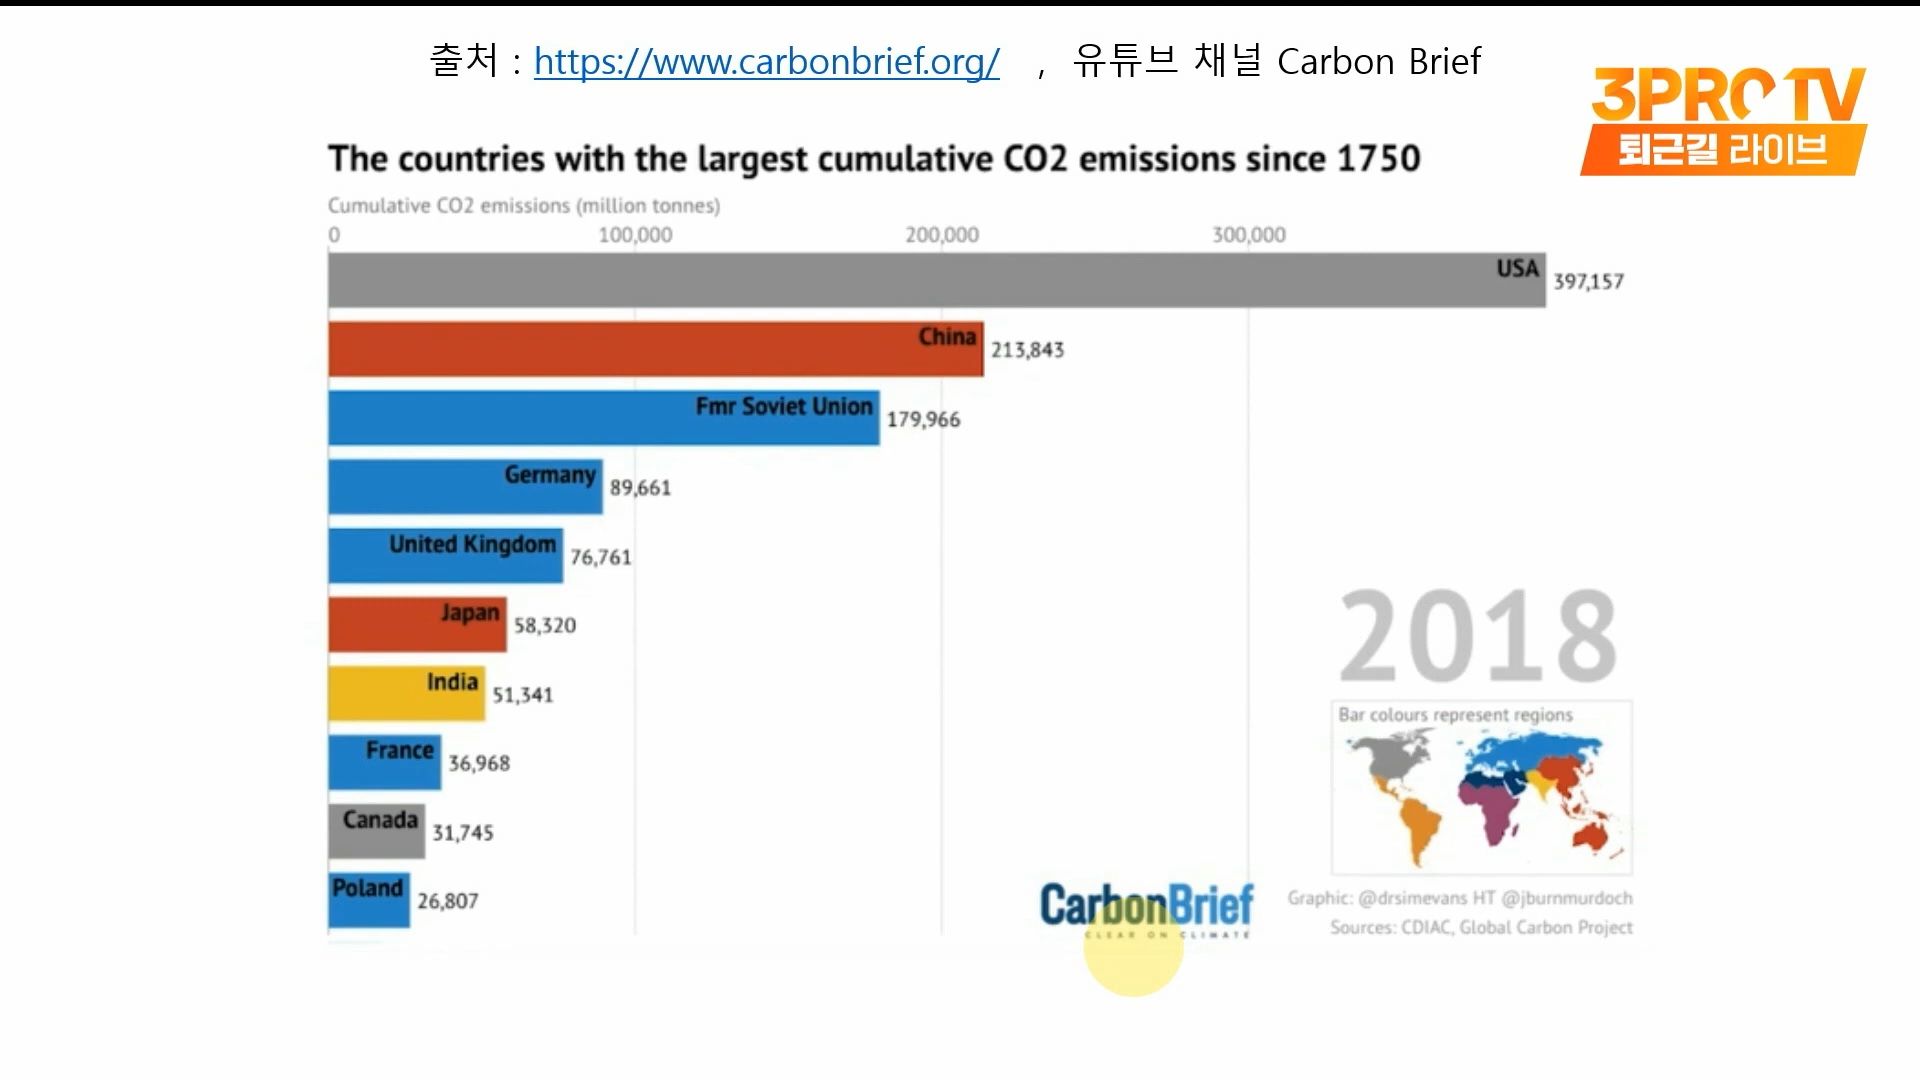 출처 : https://www.carbonbrief.org/ , 유튜브 채널 Carbon Brief
3PRO TV
퇴근길 라이브
The countries with the largest cumulative CO2 emissions since 1750
Cumulative CO2 emissions (million tonnes)
0 100,000 200,000 300,000
USA 397,157
China 213,843
Fmr Soviet Union 179,966
Germany 89,661
United Kingdom 76,761
Japan 58,320
India 51,341
France 36,968
Canada 31,745
Poland 26,807
2018
Bar colours represent regions
CarbonBrief
CLEAR ON CLIMATE
Graphic: @drsimevans HT @jburnmurdoch
Sources: CDIAC, Global Carbon Project